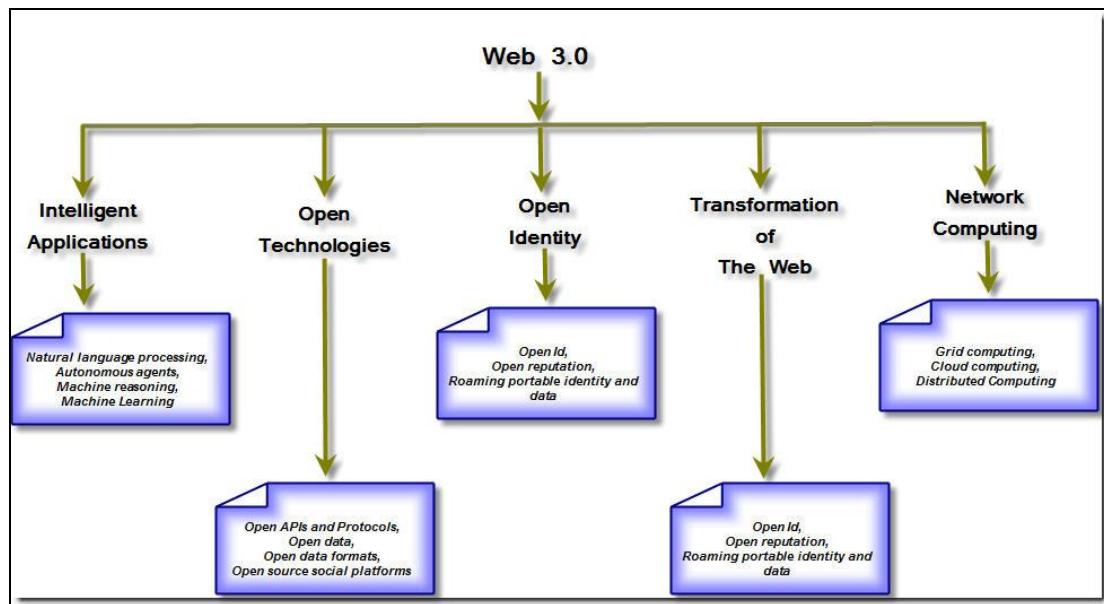 Web 3.0
Intelligent
Applications
Open
Technologies
Open
Identity
Transformation
of
The Web
Network
Computing
Natural language processing,
Autonomous agents,
Machine reasoning,
Machine Learning
Open APIs and Protocols,
Open data,
Open data formats,
Open source social platforms
Open Id,
Open reputation,
Roaming portable identity and
data
Open Id,
Open reputation,
Roaming portable identity and
data
Grid computing,
Cloud computing,
Distributed Computing